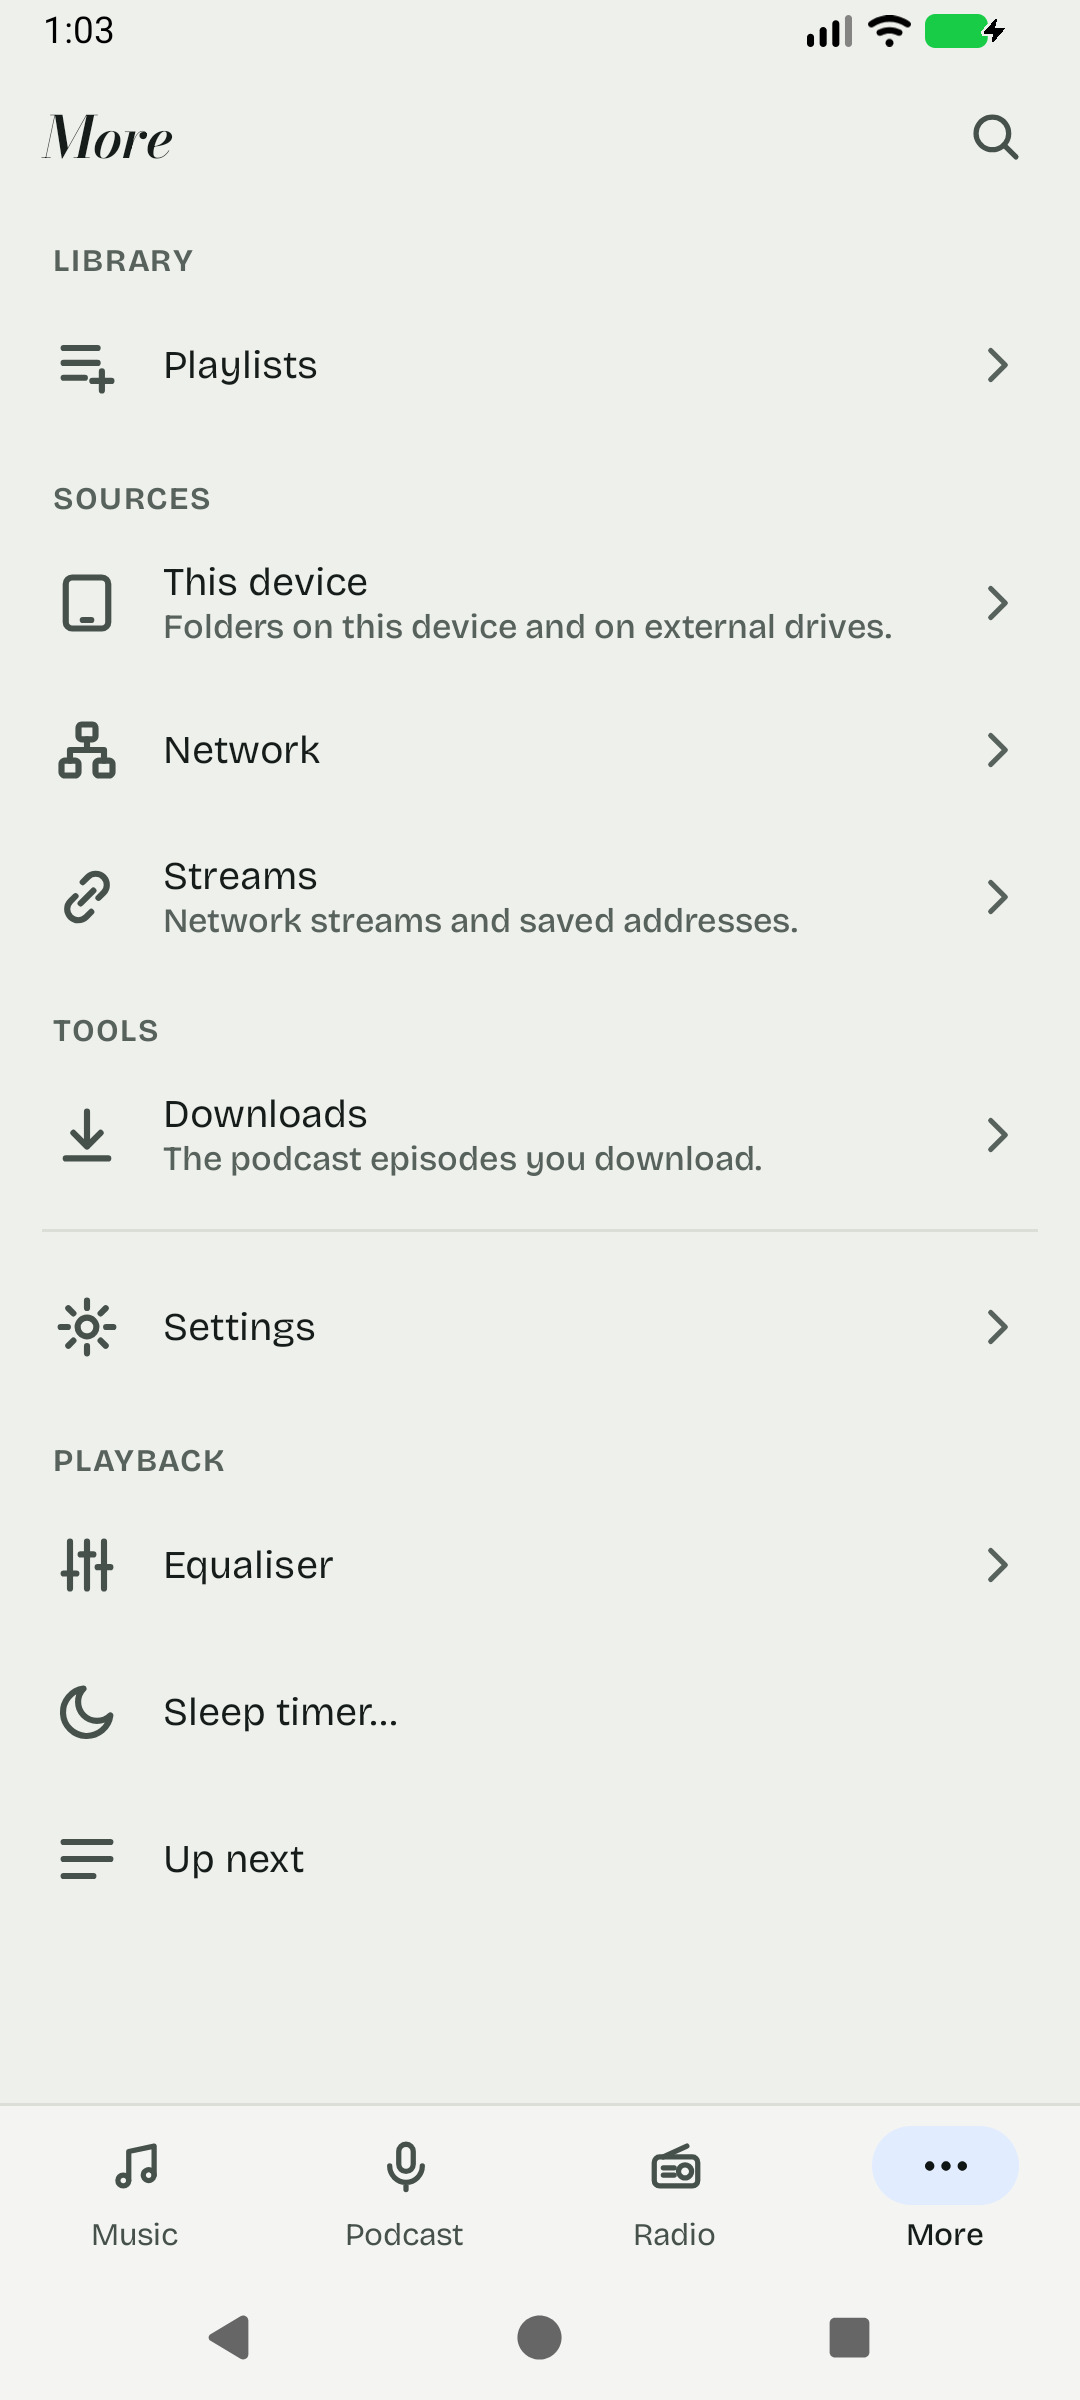 1:03
More
LIBRARY
Playlists
SOURCES
This device
Folders on this device and on external drives.
Network
Streams
Network streams and saved addresses.
TOOLS
Downloads
The podcast episodes you download.
Settings
PLAYBACK
Equaliser
Sleep timer...
Up next
Music
Podcast
Radio
More